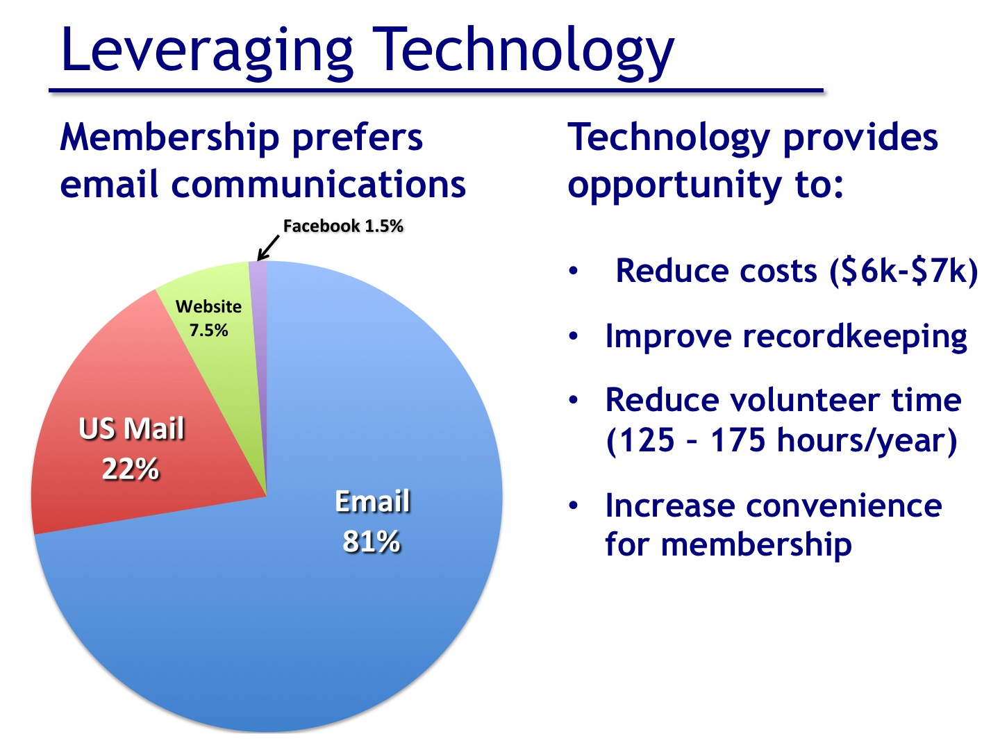 Leveraging Technology
Membership prefers
email communications
Facebook 1.5%
Website
7.5%
US Mail
22%
Email
81%
Technology provides
opportunity to:
• Reduce costs ($6k-$7k)
• Improve recordkeeping
• Reduce volunteer time
(125 – 175 hours/year)
• Increase convenience
for membership